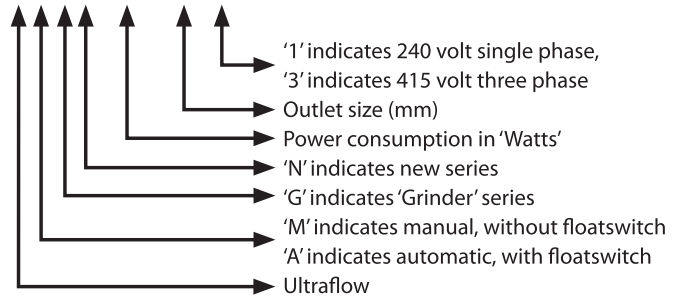 ‘1’ indicates 240 volt single phase,
‘3’ indicates 415 volt three phase
Outlet size (mm)
Power consumption in ‘Watts’
‘N’ indicates new series
‘G’ indicates ‘Grinder’ series
‘M’ indicates manual, without floatswitch
‘A’ indicates automatic, with floatswitch
Ultraflow